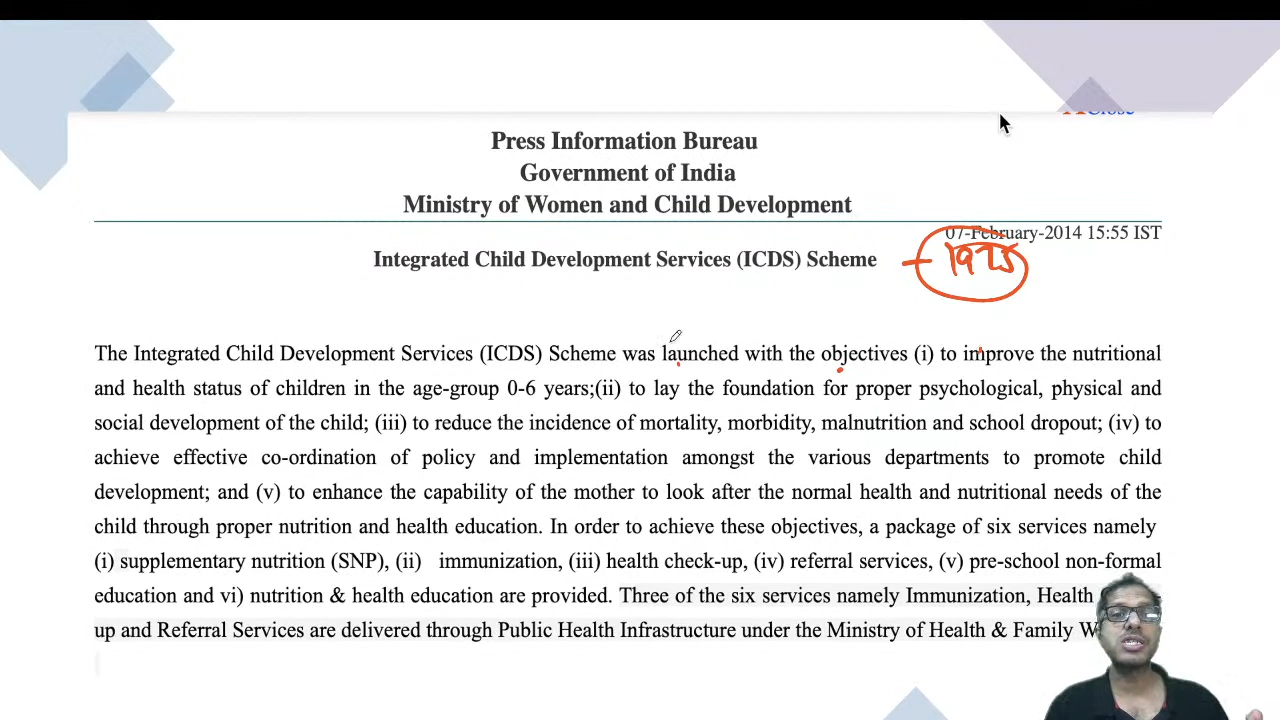 Close
Press Information Bureau
Government of India
Ministry of Women and Child Development
07-February-2014 15:55 IST
Integrated Child Development Services (ICDS) Scheme
– 1975
The Integrated Child Development Services (ICDS) Scheme was launched with the objectives (i) to improve the nutritional
and health status of children in the age-group 0-6 years;(ii) to lay the foundation for proper psychological, physical and
social development of the child; (iii) to reduce the incidence of mortality, morbidity, malnutrition and school dropout; (iv) to
achieve effective co-ordination of policy and implementation amongst the various departments to promote child
development; and (v) to enhance the capability of the mother to look after the normal health and nutritional needs of the
child through proper nutrition and health education. In order to achieve these objectives, a package of six services namely
(i) supplementary nutrition (SNP), (ii) immunization, (iii) health check-up, (iv) referral services, (v) pre-school non-formal
education and vi) nutrition & health education are provided. Three of the six services namely Immunization, Health
up and Referral Services are delivered through Public Health Infrastructure under the Ministry of Health & Family